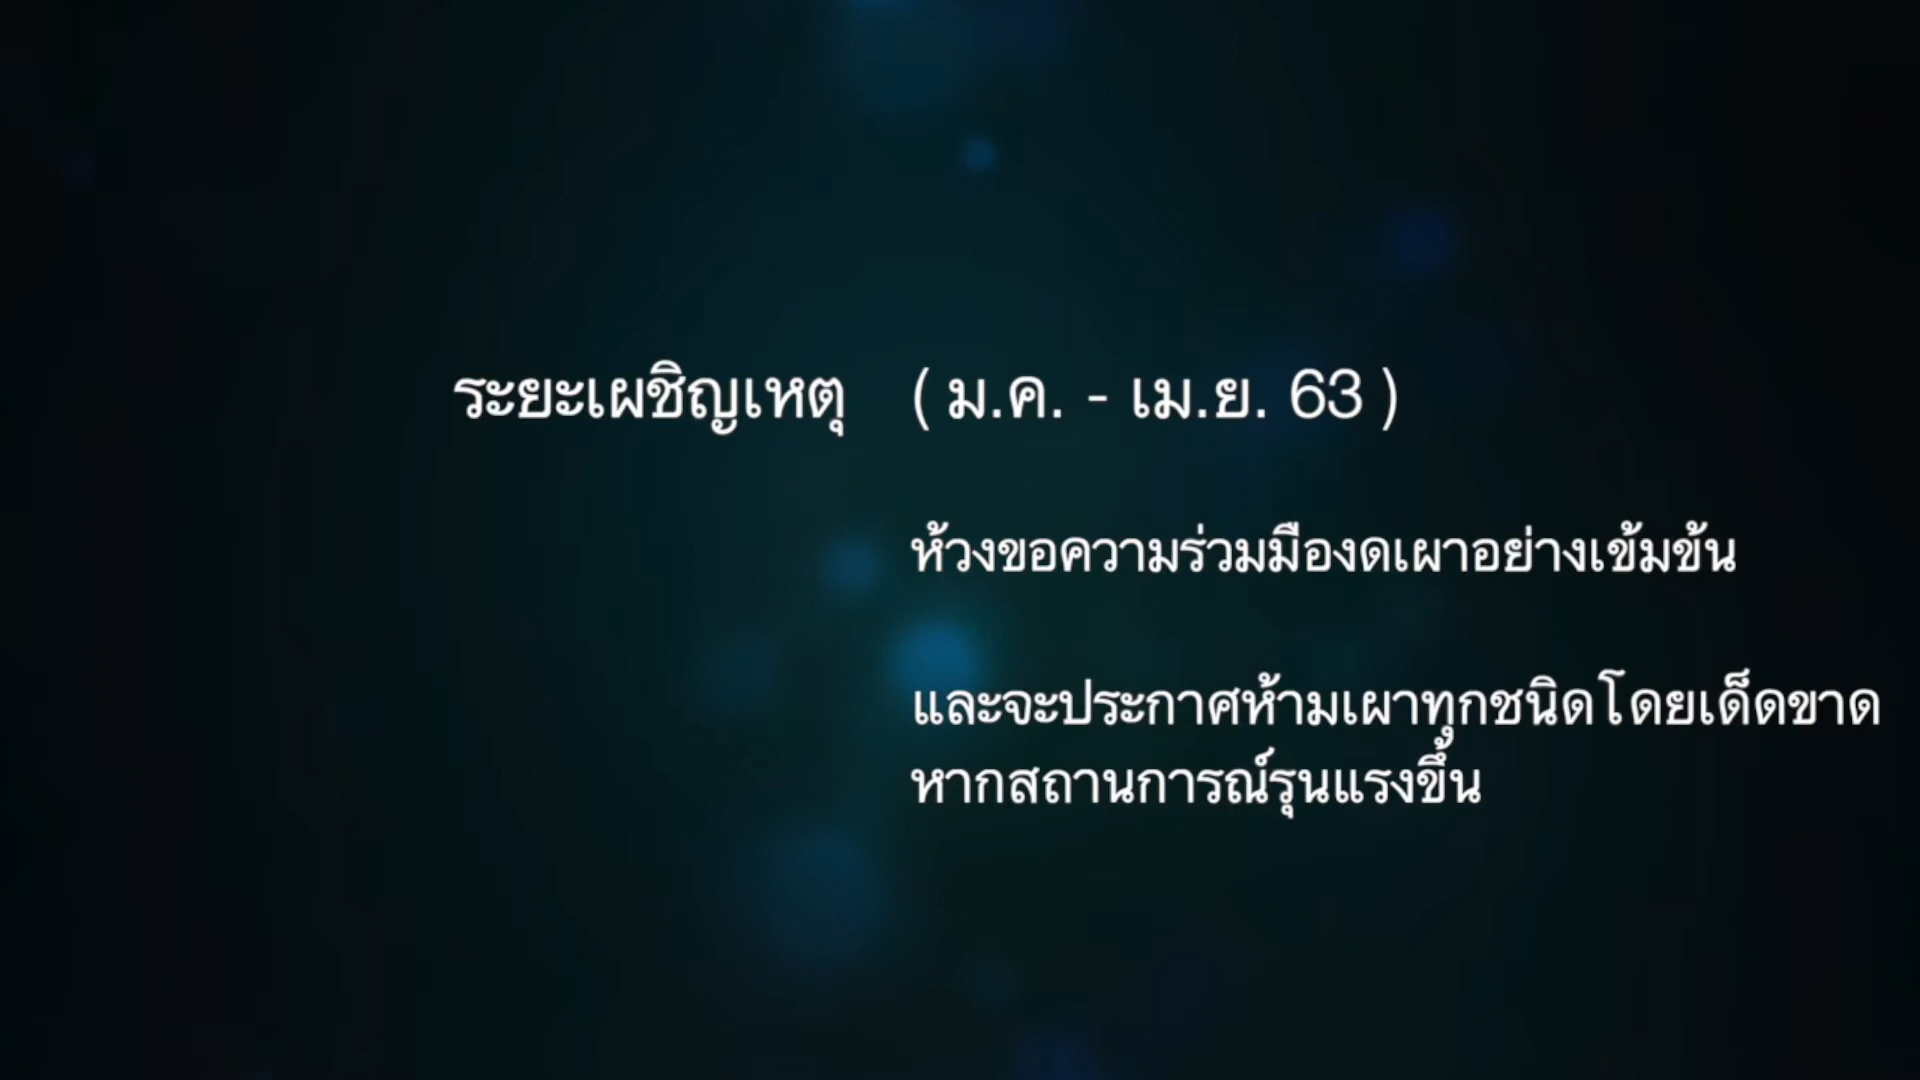 ระยะเผชิญเหตุ ( ม.ค. - เม.ย. 63 )
ห้วงขอความร่วมมืองดเผาอย่างเข้มข้น
และจะประกาศห้ามเผาทุกชนิดโดยเด็ดขาด
หากสถานการณ์รุนแรงขึ้น